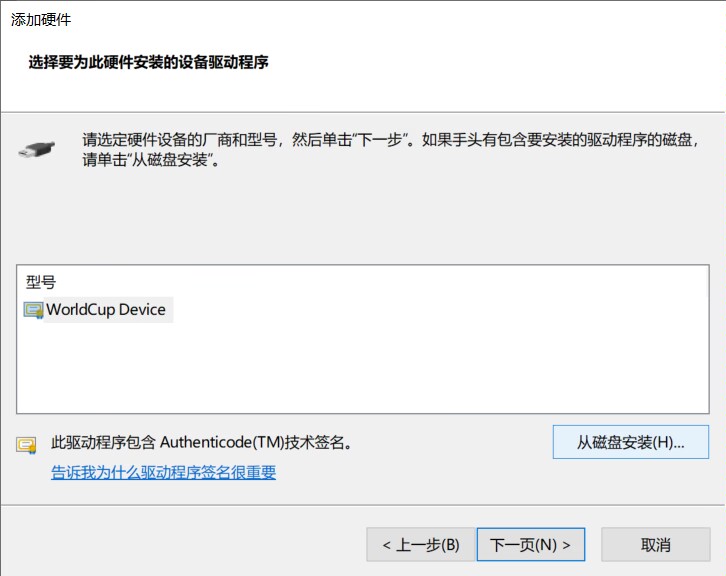 添加硬件
选择要为此硬件安装的设备驱动程序
请选定硬件设备的厂商和型号，然后单击"下一步"。如果手头有包含要安装的驱动程序的磁盘，
请单击"从磁盘安装"。
型号
WorldCup Device
此驱动程序包含 Authenticode(TM)技术签名。
从磁盘安装(H)...
告诉我为什么驱动程序签名很重要
< 上一步(B)
下一页(N) >
取消